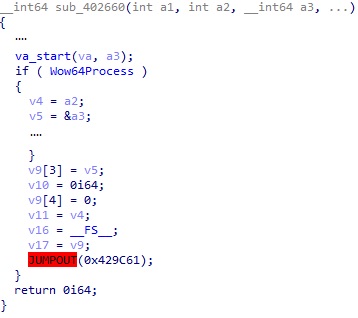 __int64 sub_402660(int a1, int a2, __int64 a3, ...)
{
....
va_start(va, a3);
if ( Wow64Process )
{
v4 = a2;
v5 = &a3;
....
}
v9[3] = v5;
v10 = 0i64;
v9[4] = 0;
v11 = v4;
v16 = __FS__;
v17 = v9;
JUMPOUT(0x429C61);
}
return 0i64;
}